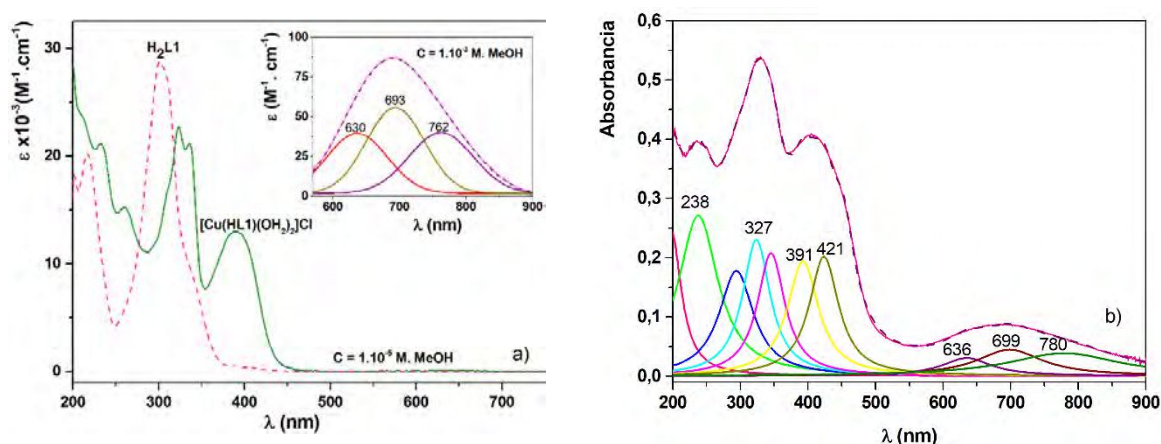 H2L1
[Cu(HL1)(OH2)2]Cl
C = 1.10-5 M. MeOH
a)
ε x10-3(M-1.cm-1)
30
20
10
0
200 300 400 500 600 700
λ (nm)
C = 1.10-2 M. MeOH
ε (M-1. cm-1)
100
75
50
25
0
630 693 762
600 700 800 900
λ (nm)
Absorbancia
0,6
0,5
0,4
0,3
0,2
0,1
0,0
238 327 391 421 636 699 780
b)
200 300 400 500 600 700 800 900
λ (nm)